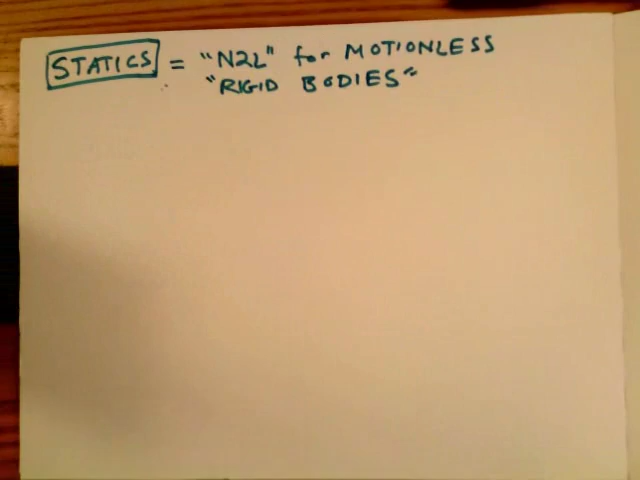 STATICS = "N2L" for MOTIONLESS
"RIGID BODIES"